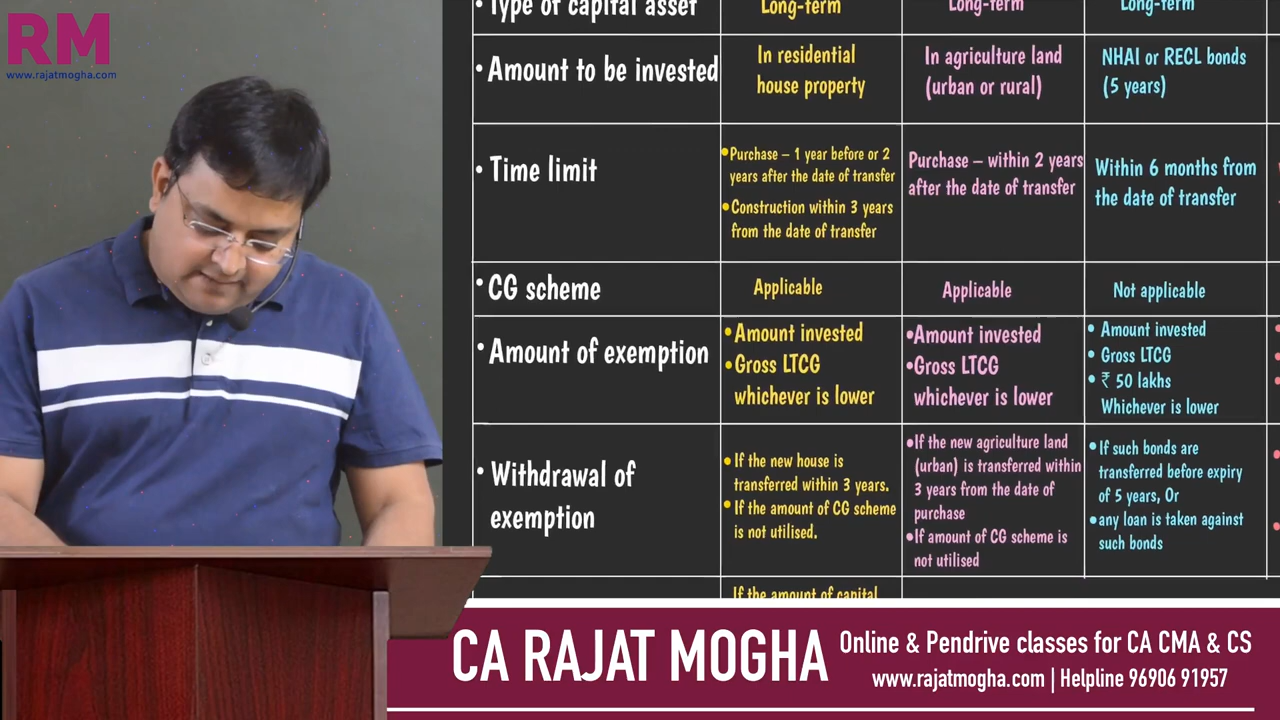 RM
www.rajatmogha.com
• Type of capital asset
Long-term
Long-term
Long-term
• Amount to be invested
In residential
house property
In agriculture land
(urban or rural)
NHAI or RECL bonds
(5 years)
• Time limit
• Purchase – 1 year before or 2
years after the date of transfer
• Construction within 3 years
from the date of transfer
Purchase – within 2 years
after the date of transfer
Within 6 months from
the date of transfer
• CG scheme
Applicable
Applicable
Not applicable
• Amount of exemption
• Amount invested
• Gross LTCG
whichever is lower
• Amount invested
• Gross LTCG
whichever is lower
• Amount invested
• Gross LTCG
• ₹ 50 lakhs
Whichever is lower
• Withdrawal of
exemption
• If the new house is
transferred within 3 years.
• If the amount of CG scheme
is not utilised.
• If the new agriculture land
(urban) is transferred within
3 years from the date of
purchase
• If amount of CG scheme is
not utilised
• If such bonds are
transferred before expiry
of 5 years, Or
• any loan is taken against
such bonds
If the amount of capital
CA RAJAT MOGHA
Online & Pendrive classes for CA CMA & CS
www.rajatmogha.com | Helpline 96906 91957